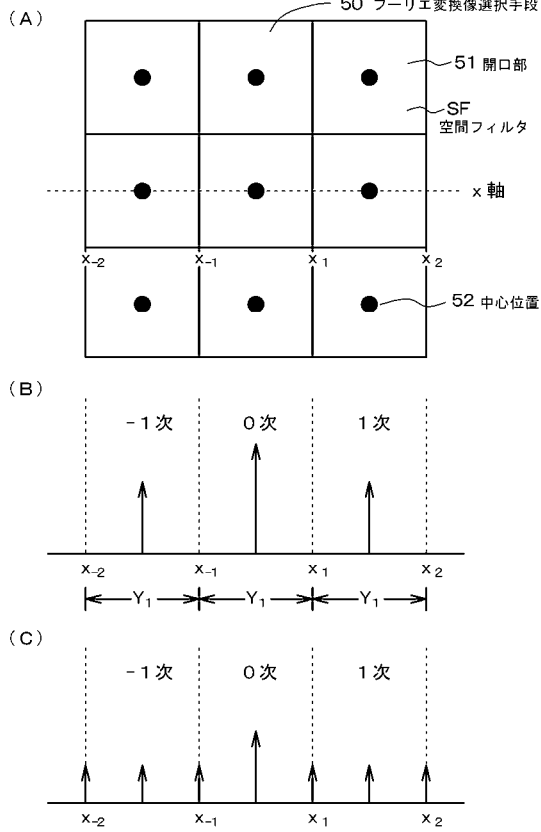 (A)
50 フーリエ変換像選択手段
51 開口部
SF
空間フィルタ
x 軸
x-2 x-1 x1 x2
52 中心位置
(B)
-1次 0次 1次
x-2 x-1 x1 x2
Y1 Y1 Y1
(C)
-1次 0次 1次
x-2 x-1 x1 x2